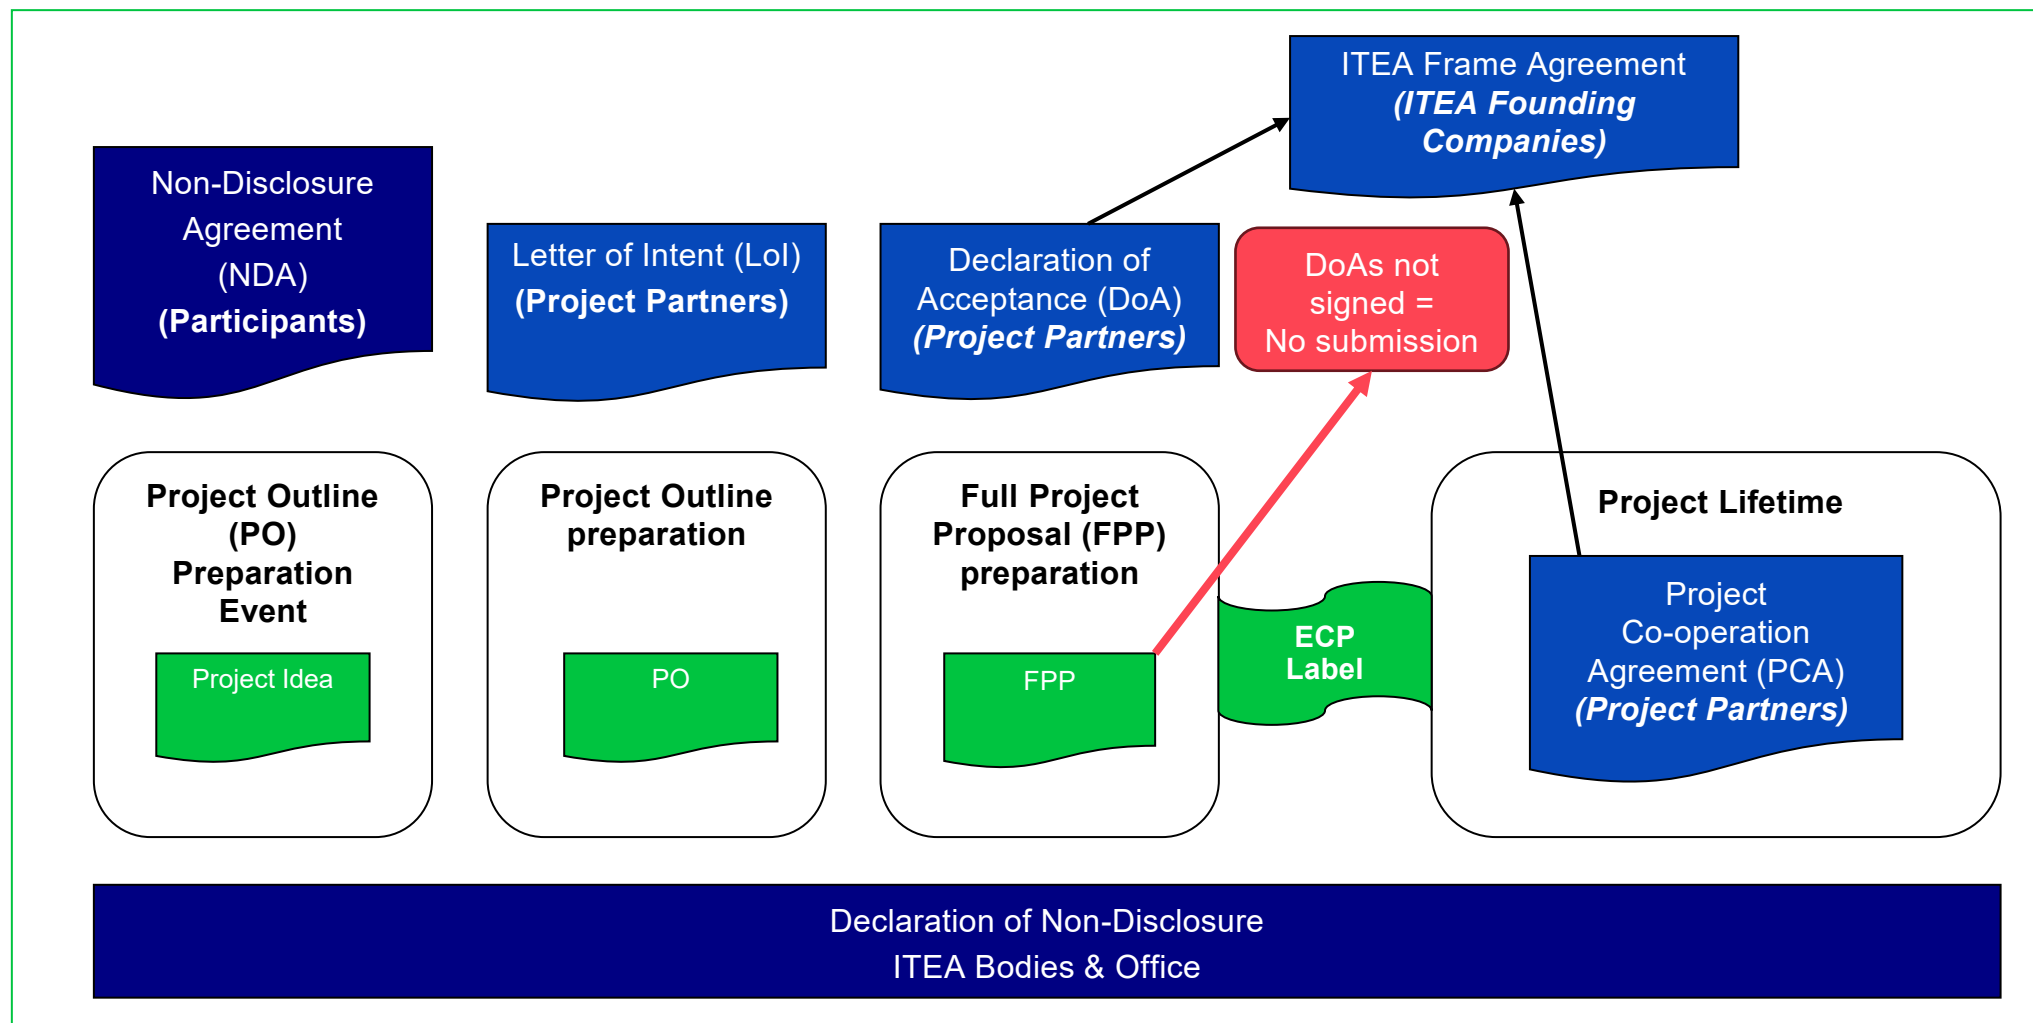 ITEA Frame Agreement
(ITEA Founding
Companies)
Non-Disclosure
Agreement
(NDA)
(Participants)
Letter of Intent (LoI)
(Project Partners)
Declaration of
Acceptance (DoA)
(Project Partners)
DoAs not
signed =
No submission
Project Outline
(PO)
Preparation
Event
Project Idea
Project Outline
preparation
PO
Full Project
Proposal (FPP)
preparation
FPP
ECP
Label
Project Lifetime
Project
Co-operation
Agreement (PCA)
(Project Partners)
Declaration of Non-Disclosure
ITEA Bodies & Office